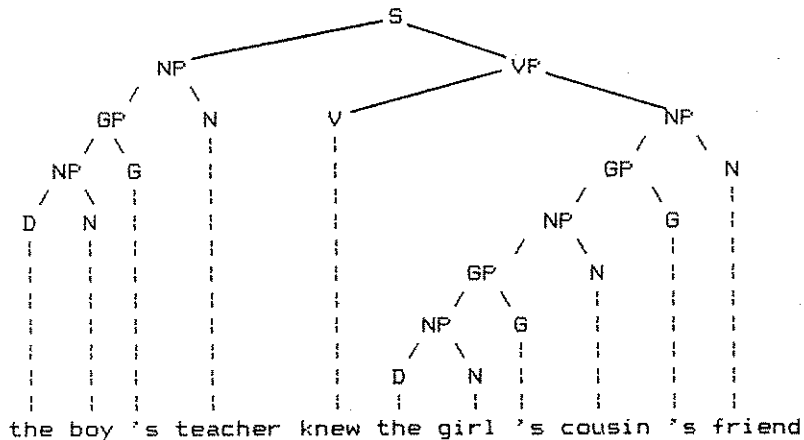 S
NP VP
GP N V NP
NP G GP N
D N NP G
GP N
NP G
D N
the boy 's teacher knew the girl 's cousin 's friend